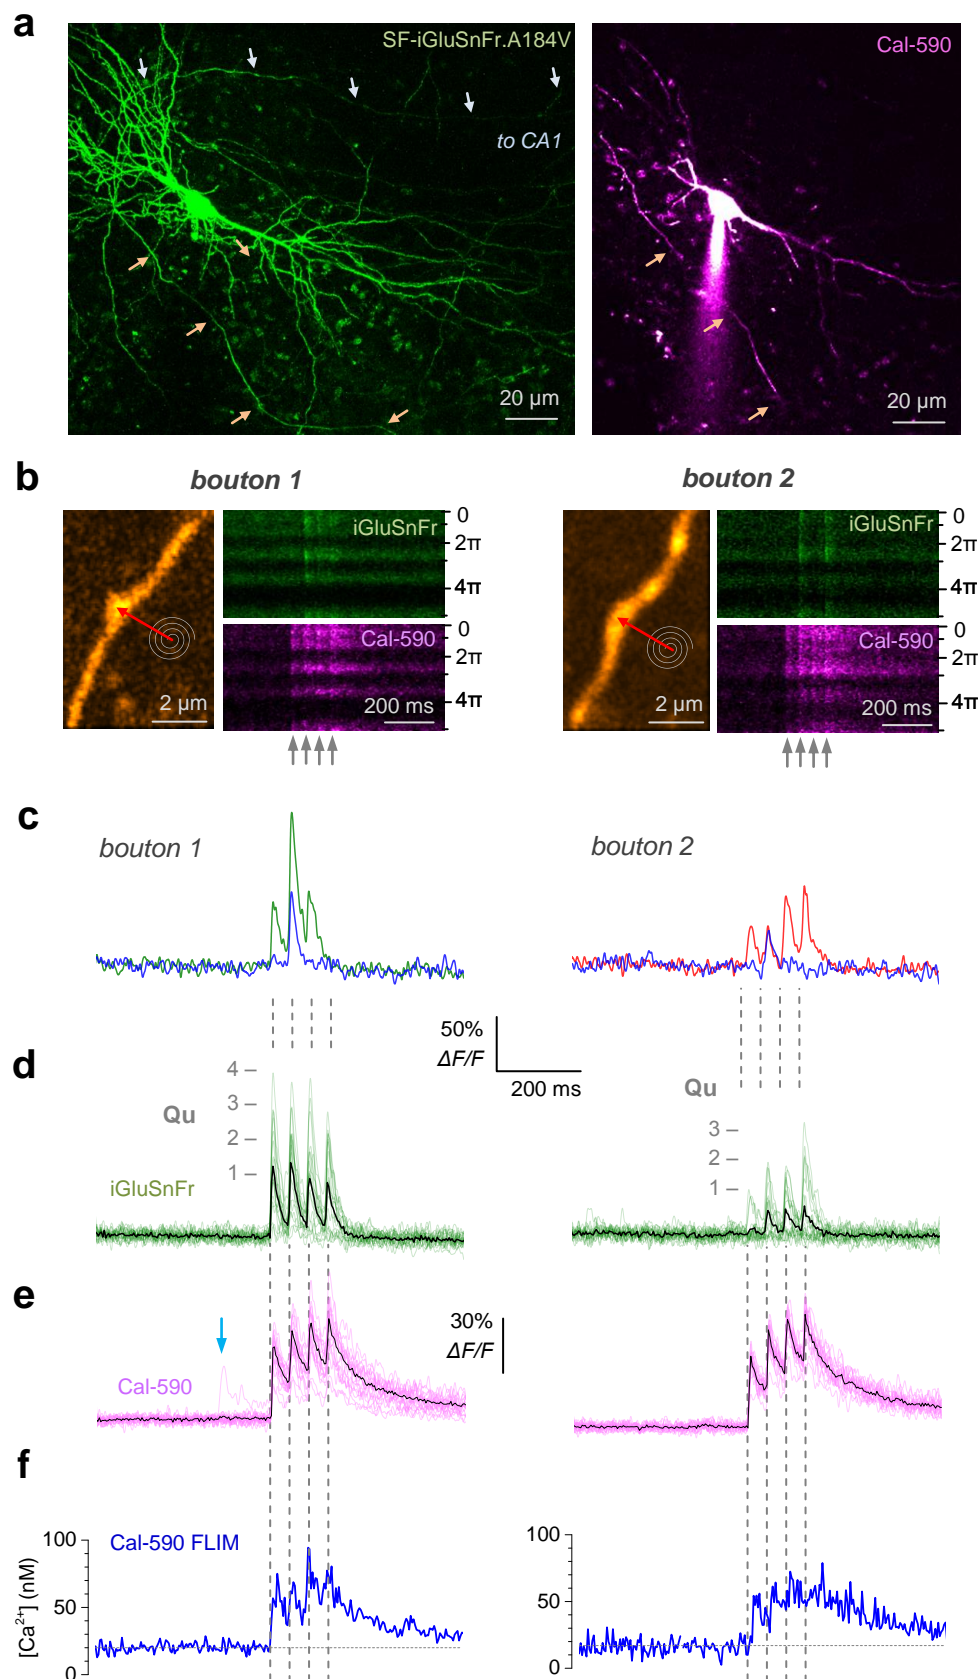 a
SF-iGluSnFr.A184V
Cal-590
to CA1
20 μm
20 μm
b
bouton 1
bouton 2
iGluSnFr
0
2π
4π
iGluSnFr
0
2π
4π
Cal-590
0
2π
4π
Cal-590
0
2π
4π
2 μm
200 ms
2 μm
200 ms
c
bouton 1
bouton 2
50%
ΔF/F
200 ms
d
Qu
4
3
2
1
Qu
3
2
1
iGluSnFr
e
30%
ΔF/F
Cal-590
f
Cal-590 FLIM
[Ca²⁺] (nM)
100
50
0
100
50
0